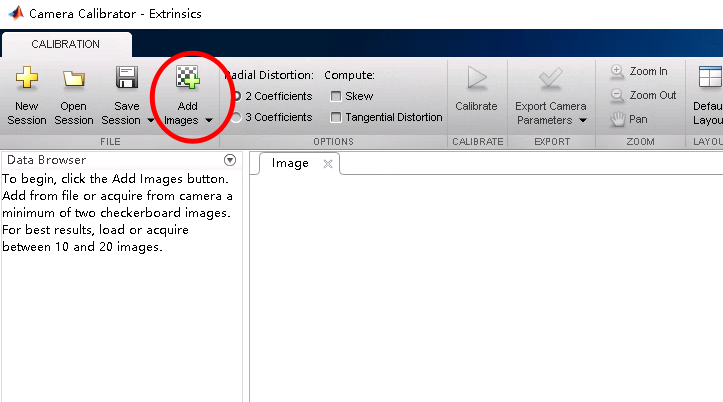 Camera Calibrator - Extrinsics
CALIBRATION
New Session
Open Session
Save Session
Add Images
FILE
Radial Distortion:
2 Coefficients
3 Coefficients
Compute:
Skew
Tangential Distortion
OPTIONS
Calibrate
CALIBRATE
Export Camera Parameters
EXPORT
Zoom In
Zoom Out
Pan
ZOOM
Defau
Layou
LAYOU
Data Browser
To begin, click the Add Images button.
Add from file or acquire from camera a
minimum of two checkerboard images.
For best results, load or acquire
between 10 and 20 images.
Image